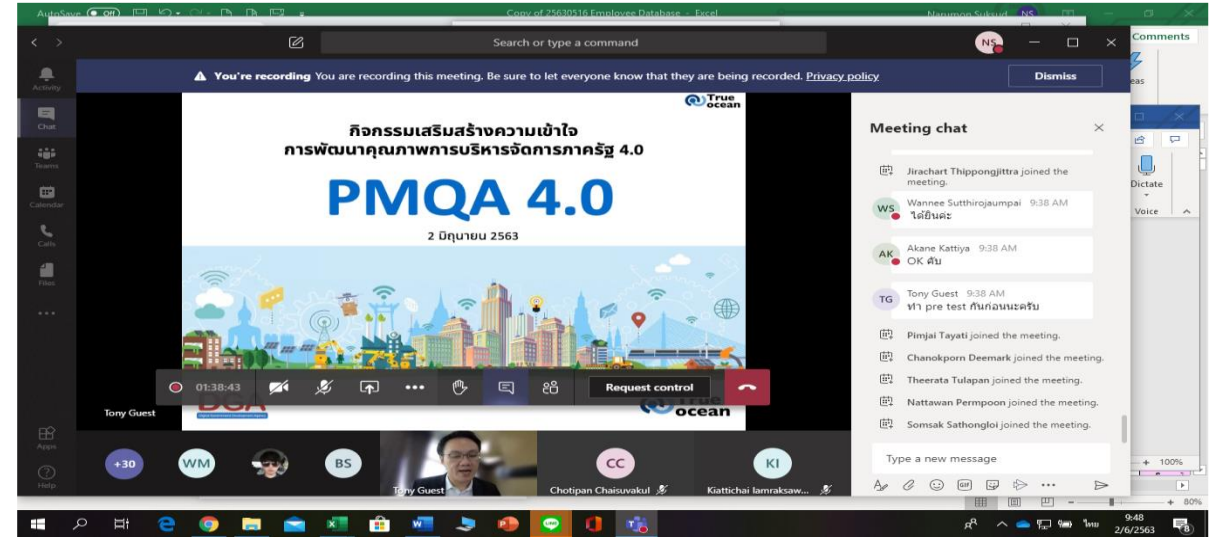 AutoSave Off
Copy of 25630516 Employee Database - Excel
Narumon Suksud
NS
Comments
Search or type a command
NS
You're recording You are recording this meeting. Be sure to let everyone know that they are being recorded. Privacy policy
Dismiss
eas
Activity
Chat
Teams
Calendar
Calls
Files
Apps
Help
True
ocean
กิจกรรมเสริมสร้างความเข้าใจ
การพัฒนาคุณภาพการบริหารจัดการภาครัฐ 4.0
PMQA 4.0
2 มิถุนายน 2563
01:38:43
Request control
Tony Guest
DGA
True
ocean
+30
WM
BS
Tony Guest
CC
Chotipan Chaisuvakul
KI
Kiattichai Iamraksaw...
Meeting chat
Jirachart Thippongjittra joined the
meeting.
WS
Wannee Sutthirojaumpai 9:38 AM
ได้ยินค่ะ
AK
Akane Kattiya 9:38 AM
OK คับ
TG
Tony Guest 9:38 AM
ทำ pre test กันก่อนนะครับ
Pimjai Tayati joined the meeting.
Chanokporn Deemark joined the meeting.
Theerata Tulapan joined the meeting.
Nattawan Permpoon joined the meeting.
Somsak Sathongloi joined the meeting.
Type a new message
GIF
Dictate
Voice
100%
80%
ไทย
9:48
2/6/2563